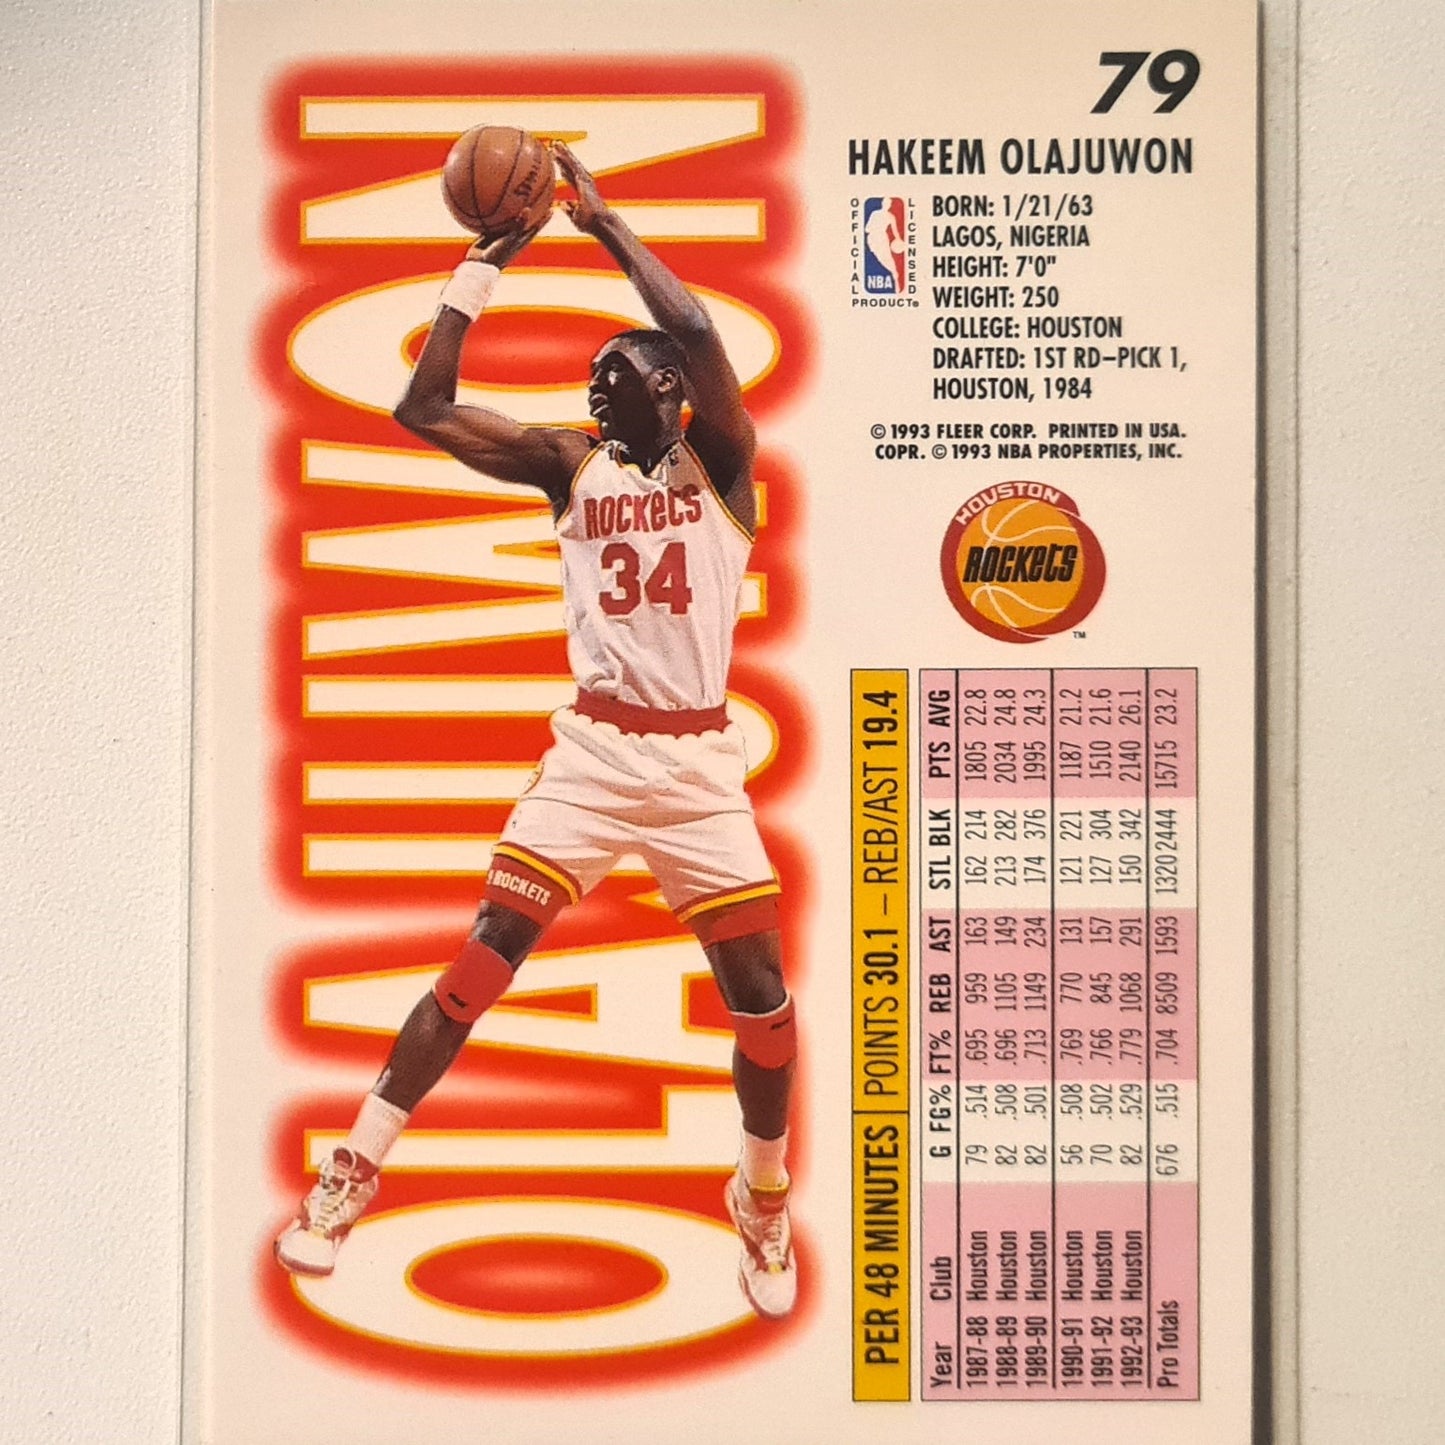 79
HAKEEM OLAJUWON
OFFICIAL LICENSED
NBA
PRODUCT®
BORN: 1/21/63
LAGOS, NIGERIA
HEIGHT: 7'0"
WEIGHT: 250
COLLEGE: HOUSTON
DRAFTED: 1ST RD–PICK 1,
HOUSTON, 1984
© 1993 FLEER CORP. PRINTED IN USA.
COPR. © 1993 NBA PROPERTIES, INC.
HOUSTON
ROCKETS
TM
OLAJUWON
SPALDING
ROCKETS
34
ROCKETS
PER 48 MINUTES | POINTS 30.1 – REB/AST 19.4
Year Club G FG% FT% REB AST STL BLK PTS AVG
1987-88 Houston 79 .514 .695 959 163 162 214 1805 22.8
1988-89 Houston 82 .508 .696 1105 149 213 282 2034 24.8
1989-90 Houston 82 .501 .713 1149 234 174 376 1995 24.3
1990-91 Houston 56 .508 .769 770 131 121 221 1187 21.2
1991-92 Houston 70 .502 .766 845 157 127 304 1510 21.6
1992-93 Houston 82 .529 .779 1068 291 150 342 2140 26.1
Pro Totals 676 .515 .704 8509 1593 1320 2444 15715 23.2